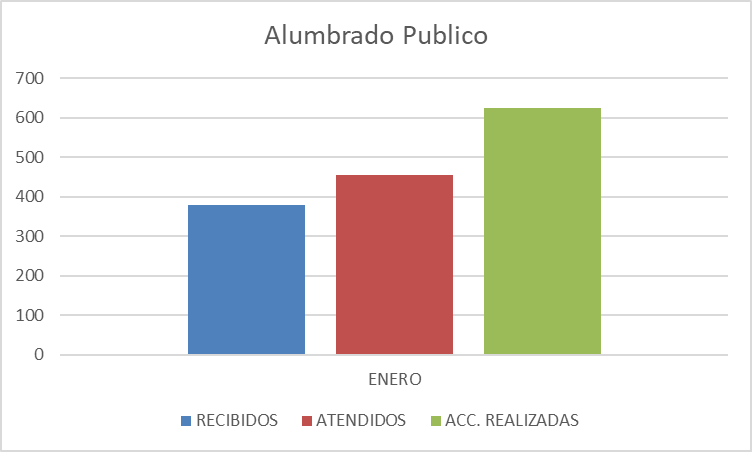 Alumbrado Publico
700
600
500
400
300
200
100
0
ENERO
RECIBIDOS ATENDIDOS ACC. REALIZADAS